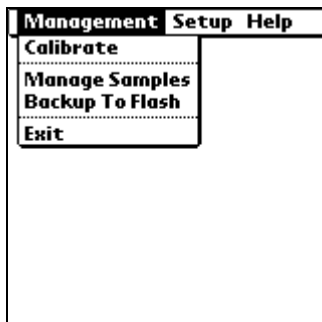 Management Setup Help
Calibrate
Manage Samples
Backup To Flash
Exit